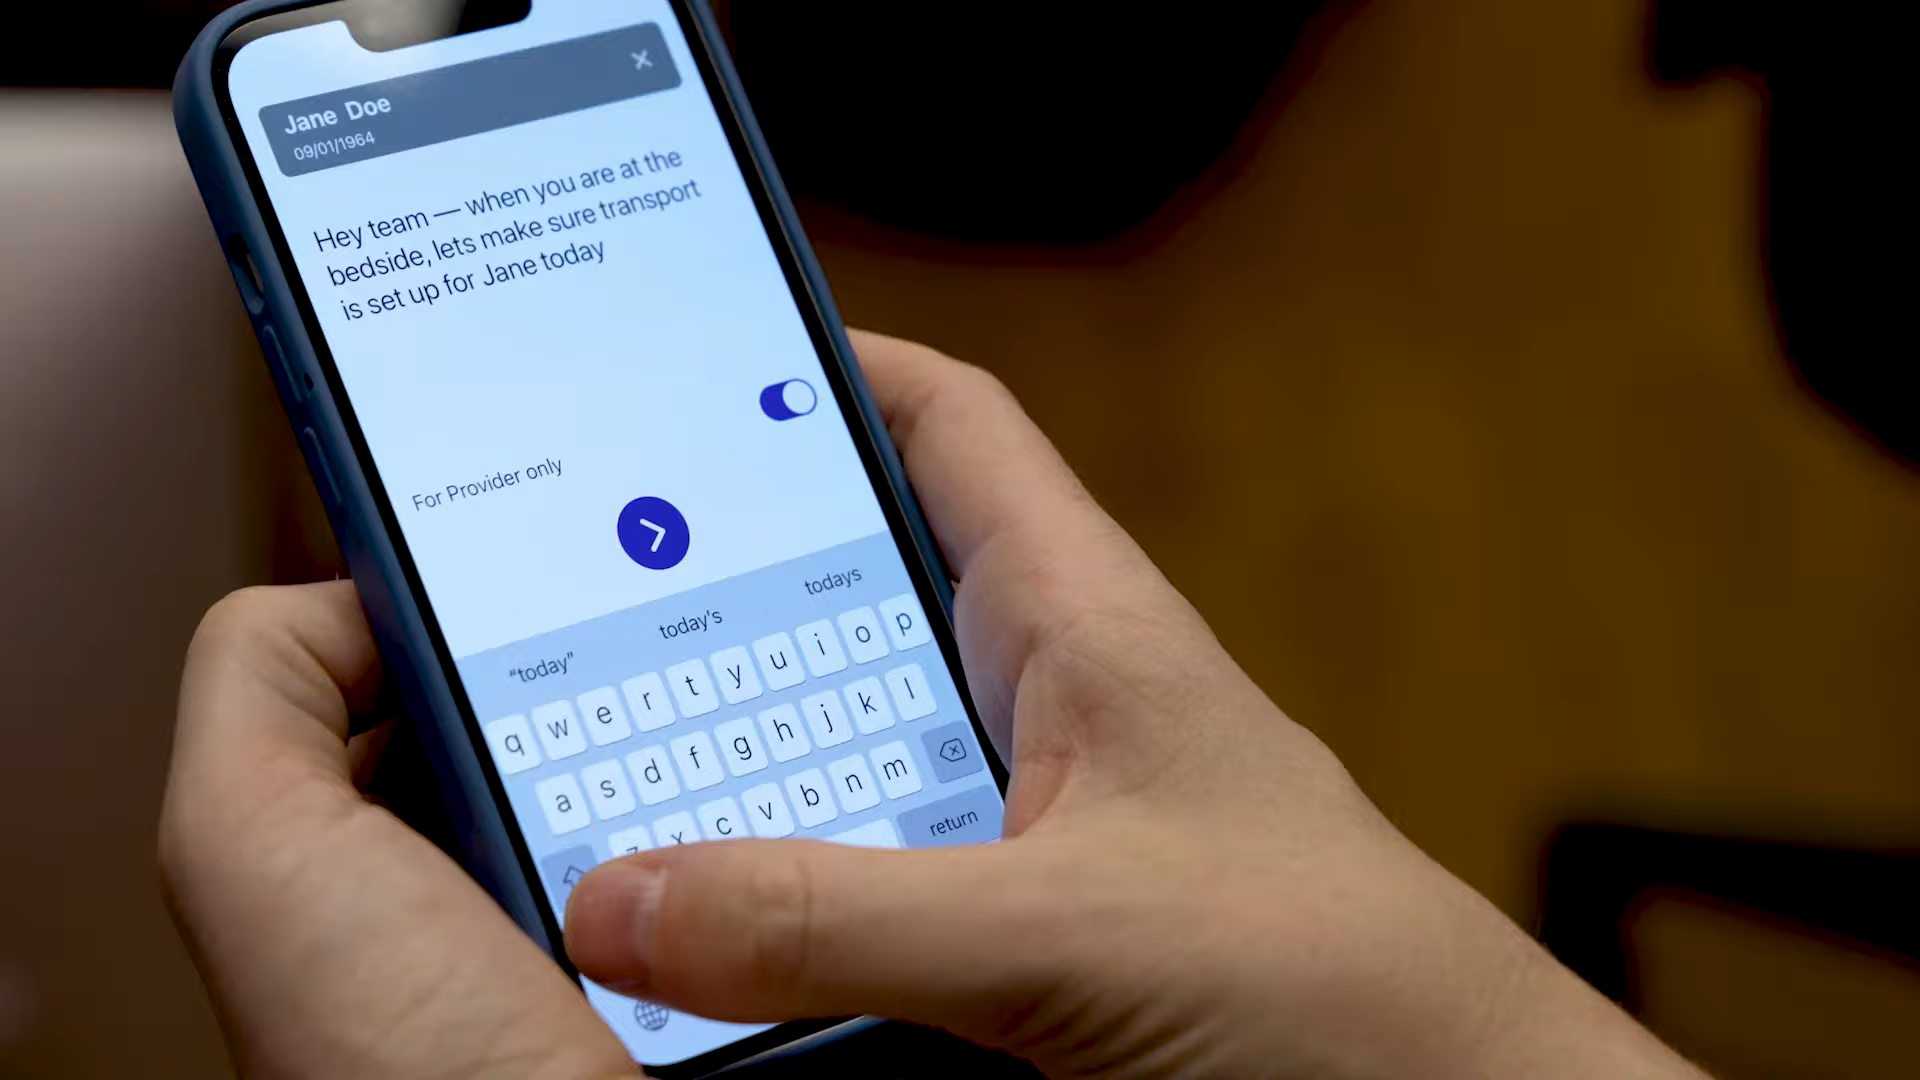 Jane Doe
09/01/1964
Hey team — when you are at the
bedside, lets make sure transport
is set up for Jane today
For Provider only
“today” today's todays
q w e r t y u i o p
a s d f g h j k l
z x c v b n m
return